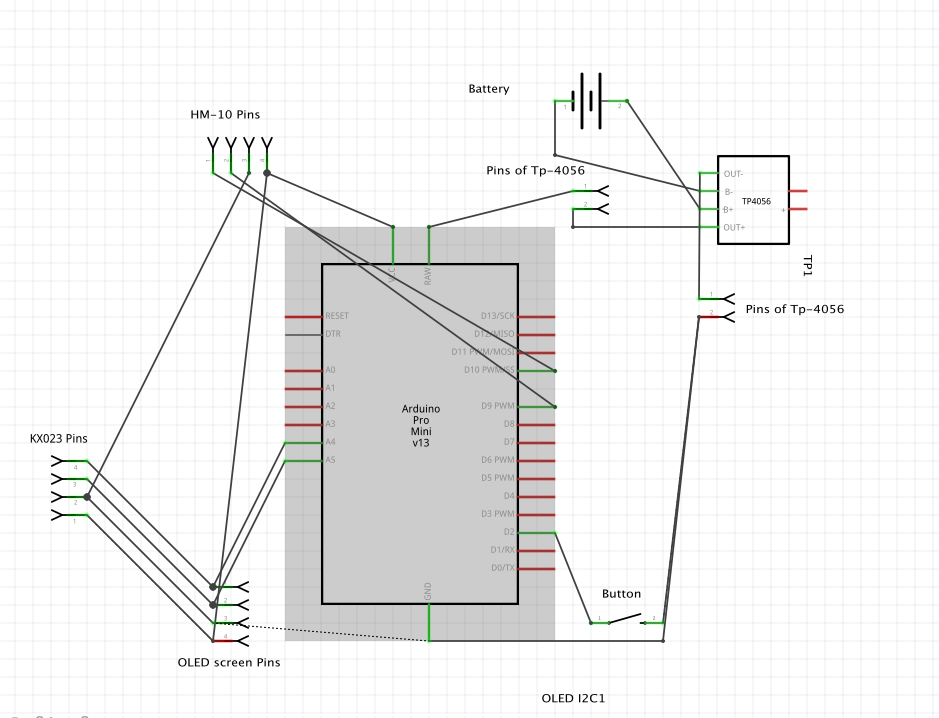 Battery
HM-10 Pins
1
2
3
4
1
2
Pins of Tp-4056
1
2
OUT-
B-
B+
OUT+
TP4056
+
TP1
RAW
RESET
DTR
A0
A1
A2
A3
A4
A5
D13/SCK
D12/MISO
D11 PWM/MOSI
D10 PWM/SS
D9 PWM
D8
D7
D6 PWM
D5 PWM
D4
D3 PWM
D2
D1/RX
D0/TX
GND
Arduino
Pro
Mini
v13
1
2
Pins of Tp-4056
KX023 Pins
4
3
2
1
Button
1
2
2
4
OLED screen Pins
OLED I2C1